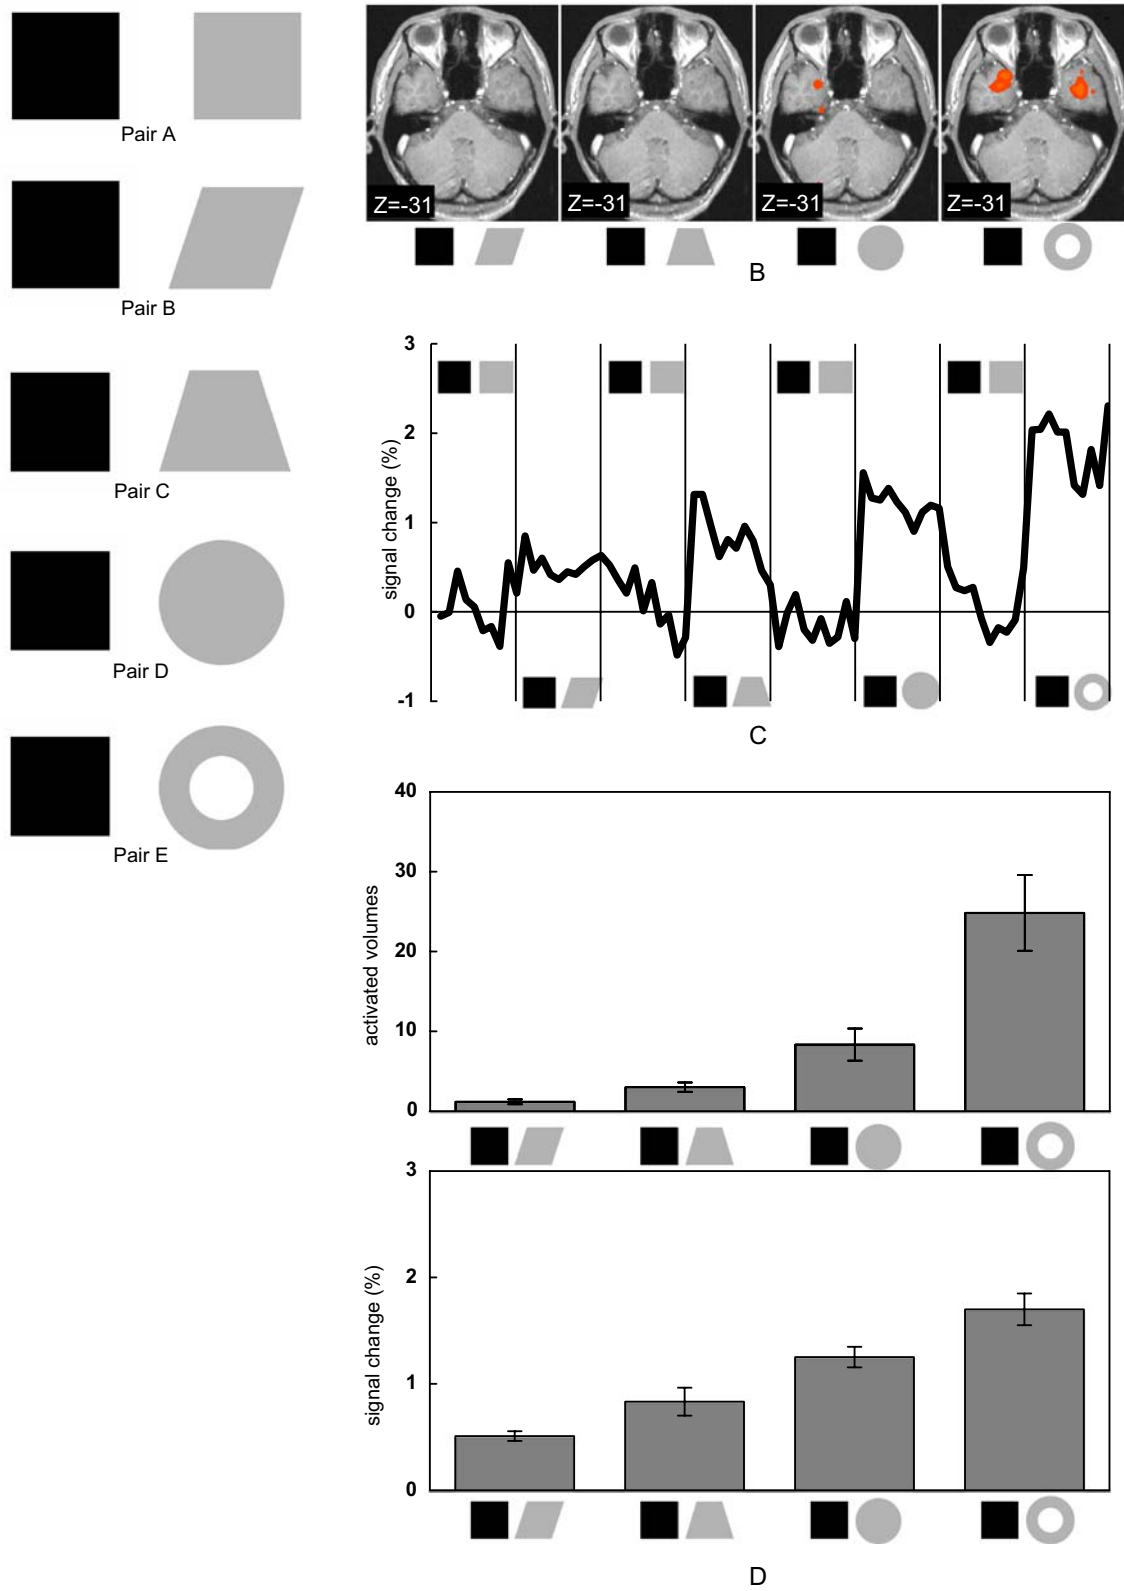 Pair A
Pair B
Pair C
Pair D
Pair E
Z=-31 Z=-31 Z=-31 Z=-31
B
signal change (%)
3
2
1
0
-1
C
activated volumes
40
30
20
10
0
signal change (%)
3
2
1
0
D